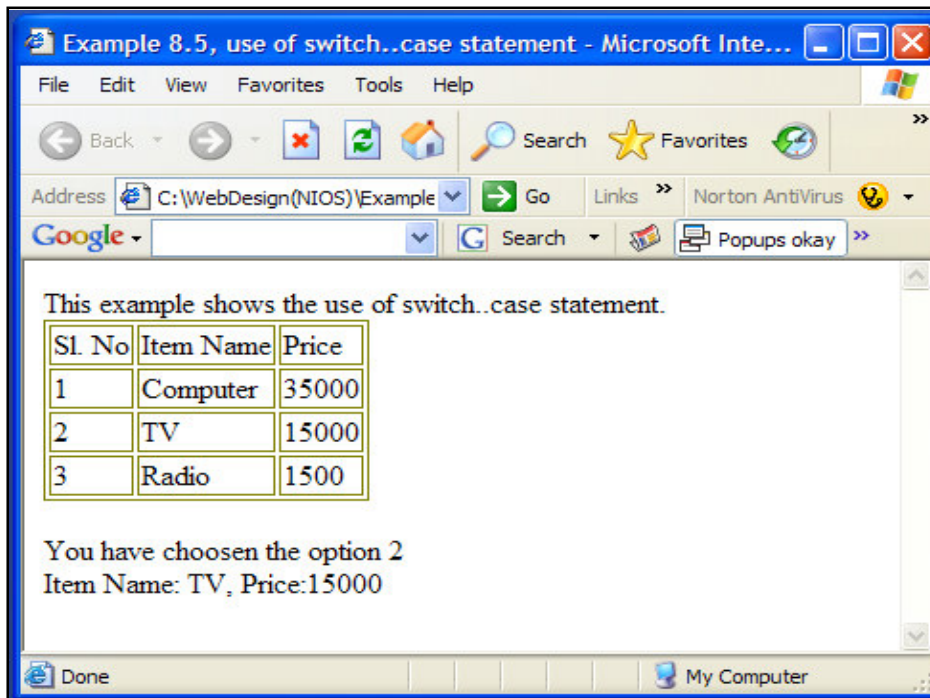 Example 8.5, use of switch..case statement - Microsoft Inte...
File Edit View Favorites Tools Help
Back Search Favorites »
Address C:\WebDesign(NIOS)\Example Go Links » Norton AntiVirus
Google G Search Popups okay »
This example shows the use of switch..case statement.
Sl. No Item Name Price
1 Computer 35000
2 TV 15000
3 Radio 1500
You have choosen the option 2
Item Name: TV, Price:15000
Done My Computer